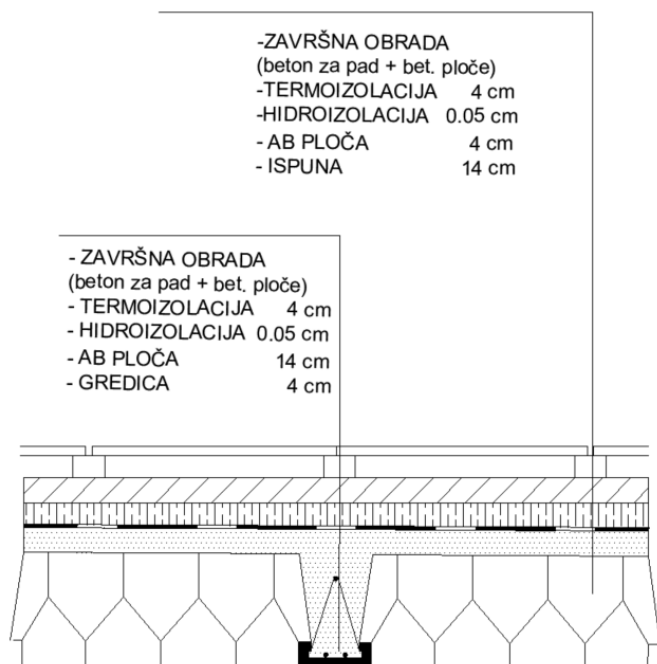 -ZAVRŠNA OBRADA
(beton za pad + bet. ploče)
-TERMOIZOLACIJA 4 cm
-HIDROIZOLACIJA 0.05 cm
- AB PLOČA 4 cm
- ISPUNA 14 cm
- ZAVRŠNA OBRADA
(beton za pad + bet. ploče)
- TERMOIZOLACIJA 4 cm
- HIDROIZOLACIJA 0.05 cm
- AB PLOČA 14 cm
- GREDICA 4 cm